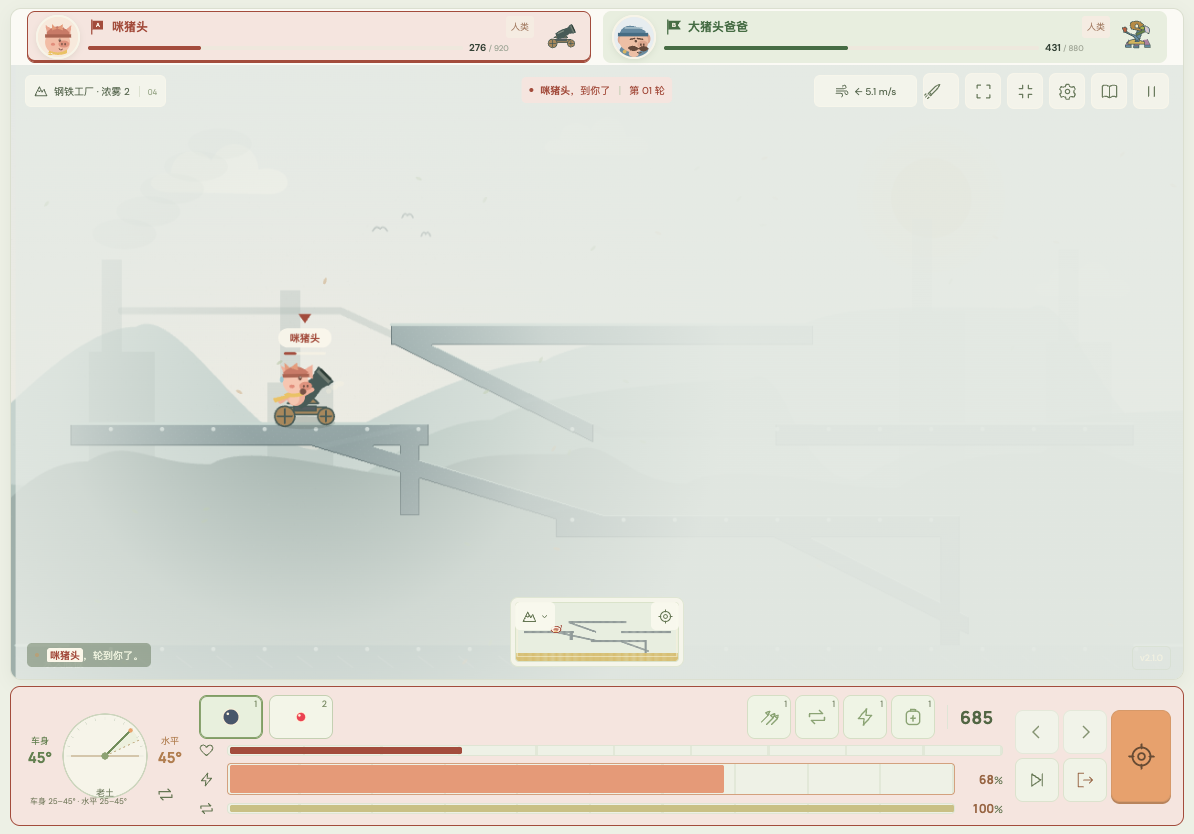 咪猪头
人类
276 / 920
大猪头爸爸
人类
431 / 880
钢铁工厂 · 浓雾 2 04
咪猪头，到你了 第 01 轮
← 5.1 m/s
咪猪头
咪猪头，轮到你了。
v2.1.0
车身
45°
水平
45°
老土
车身 25–45° · 水平 25–45°
1
2
1
1
1
1
685
68%
100%